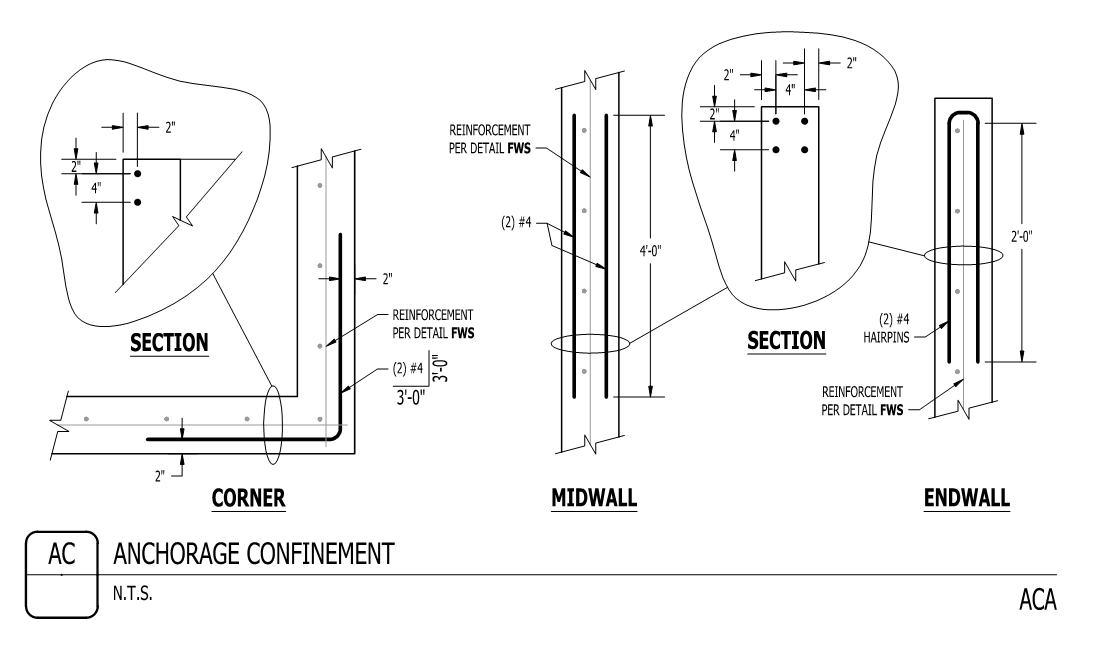 2"
2"
4"
SECTION
2"
REINFORCEMENT
PER DETAIL FWS
(2) #4
3'-0"
3'-0"
2"
CORNER
REINFORCEMENT
PER DETAIL FWS
(2) #4
4'-0"
MIDWALL
2"
2"
4"
2"
4"
SECTION
2'-0"
(2) #4
HAIRPINS
REINFORCEMENT
PER DETAIL FWS
ENDWALL
AC
ANCHORAGE CONFINEMENT
N.T.S.
ACA